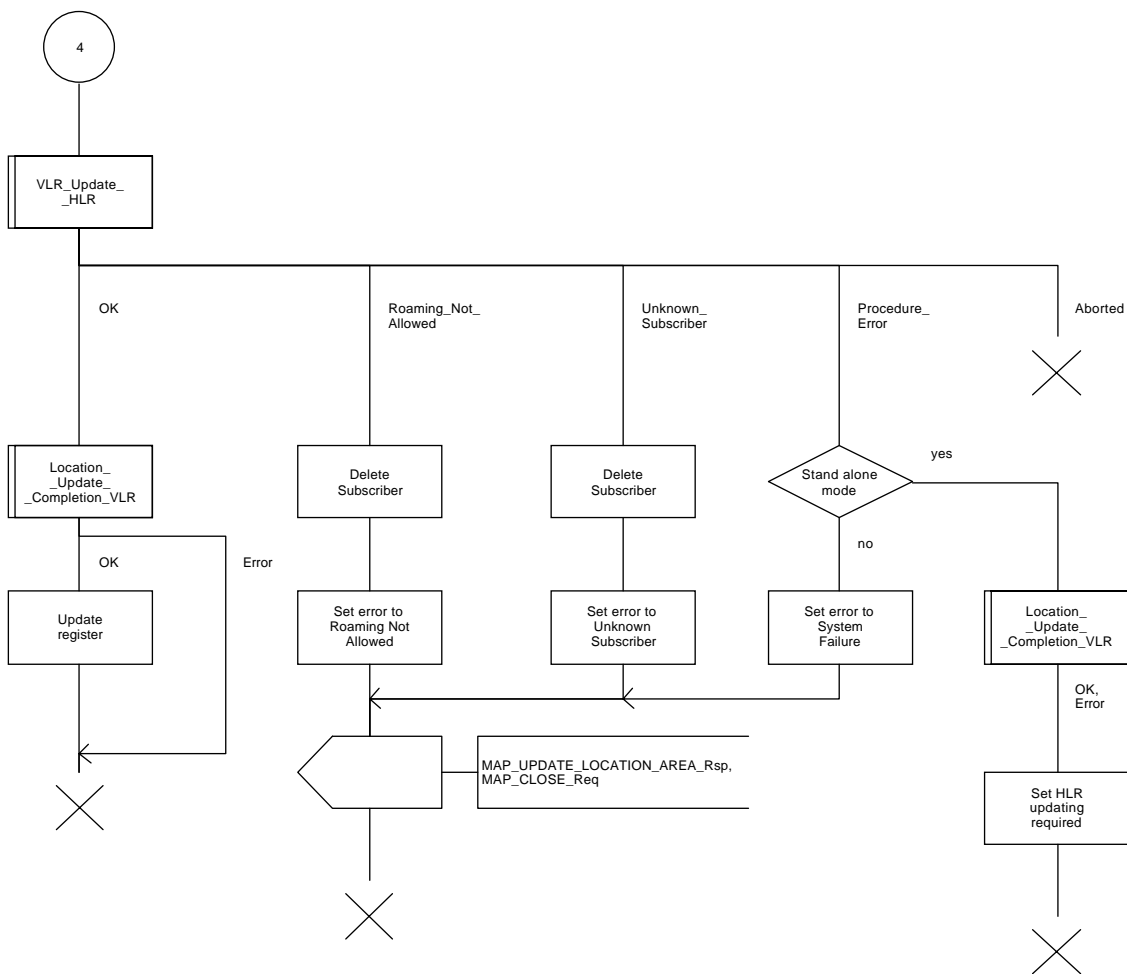 4
VLR_Update_
_HLR
OK
Roaming_Not_
Allowed
Unknown_
Subscriber
Procedure_
Error
Aborted
Location_
_Update_
_Completion_VLR
Delete
Subscriber
Delete
Subscriber
Stand alone
mode
yes
OK
Error
no
Update
register
Set error to
Roaming Not
Allowed
Set error to
Unknown
Subscriber
Set error to
System
Failure
Location_
_Update_
_Completion_VLR
OK,
Error
MAP_UPDATE_LOCATION_AREA_Rsp,
MAP_CLOSE_Req
Set HLR
updating
required